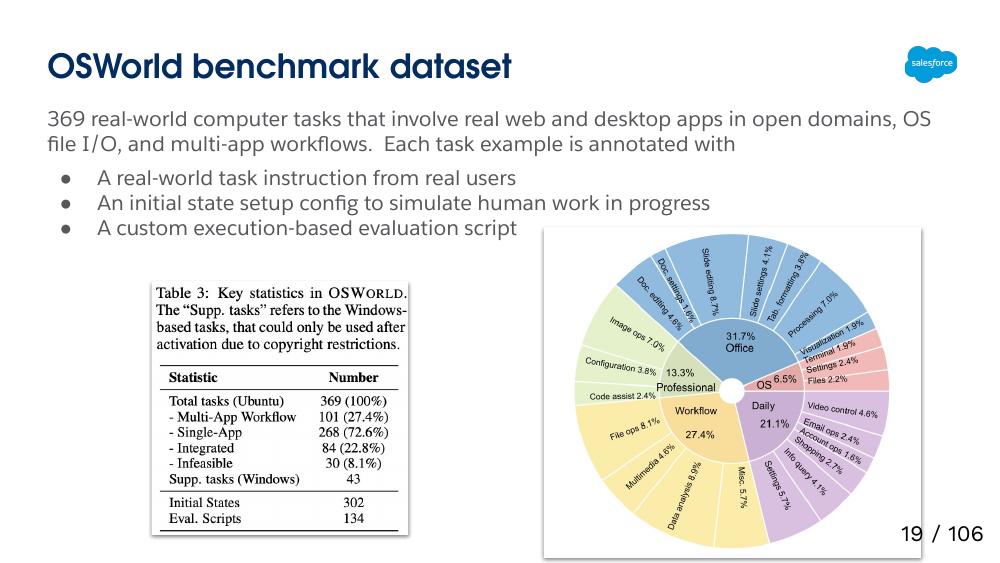 OSWorld benchmark dataset
salesforce
369 real-world computer tasks that involve real web and desktop apps in open domains, OS
file I/O, and multi-app workflows. Each task example is annotated with
● A real-world task instruction from real users
● An initial state setup config to simulate human work in progress
● A custom execution-based evaluation script
Table 3: Key statistics in OSWORLD.
The “Supp. tasks” refers to the Windows-
based tasks, that could only be used after
activation due to copyright restrictions.
Statistic Number
Total tasks (Ubuntu) 369 (100%)
- Multi-App Workflow 101 (27.4%)
- Single-App 268 (72.6%)
- Integrated 84 (22.8%)
- Infeasible 30 (8.1%)
Supp. tasks (Windows) 43
Initial States 302
Eval. Scripts 134
31.7%
Office
Doc. editing 4.6%
Doc. settings 1.6%
Slide editing 8.7%
Slide settings 4.1%
Tab. formatting 3.8%
Processing 7.0%
Visualization 1.9%
OS 6.5%
Terminal 1.9%
Settings 2.4%
Files 2.2%
Daily
21.1%
Video control 4.6%
Email ops 2.4%
Account ops 1.6%
Shopping 2.7%
Info query 4.1%
Settings 5.7%
Workflow
27.4%
Misc. 5.7%
Data analysis 8.9%
Multimedia 4.6%
File ops 8.1%
13.3%
Professional
Code assist 2.4%
Configuration 3.8%
Image ops 7.0%
19 / 106